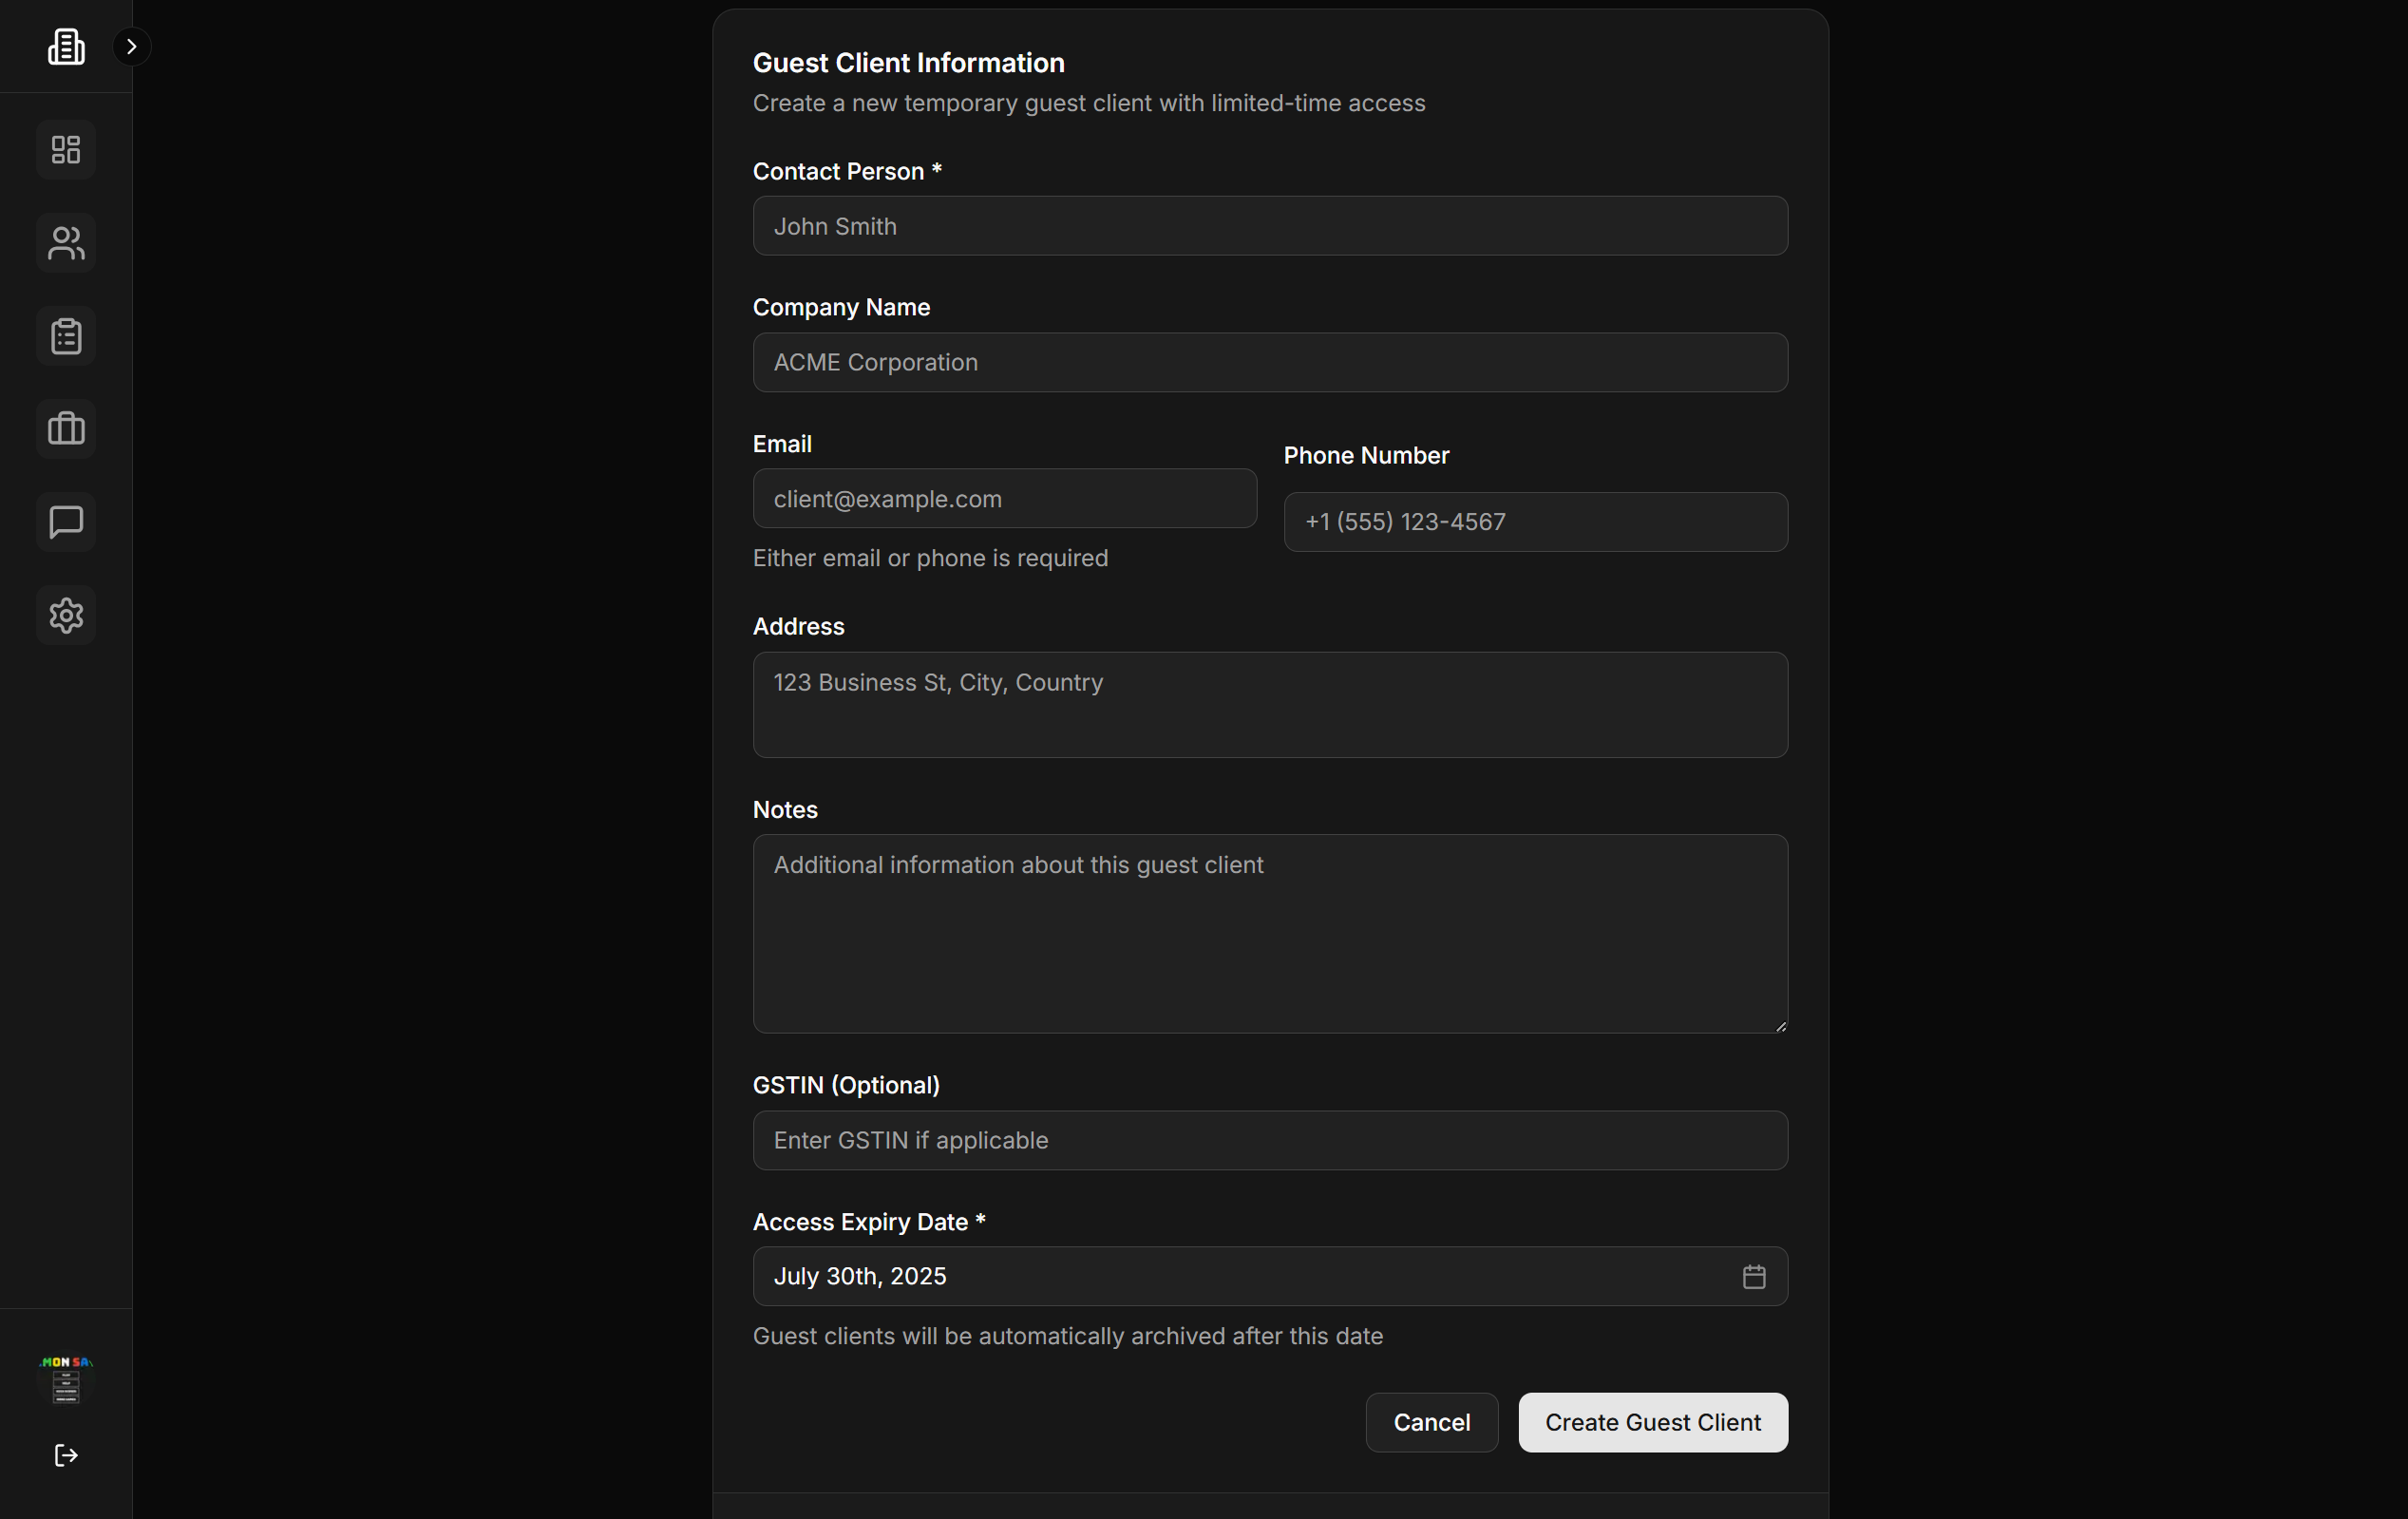 Guest Client Information
Create a new temporary guest client with limited-time access
Contact Person *
John Smith
Company Name
ACME Corporation
Email
client@example.com
Either email or phone is required
Phone Number
+1 (555) 123-4567
Address
123 Business St, City, Country
Notes
Additional information about this guest client
GSTIN (Optional)
Enter GSTIN if applicable
Access Expiry Date *
July 30th, 2025
Guest clients will be automatically archived after this date
Cancel
Create Guest Client
MON SA